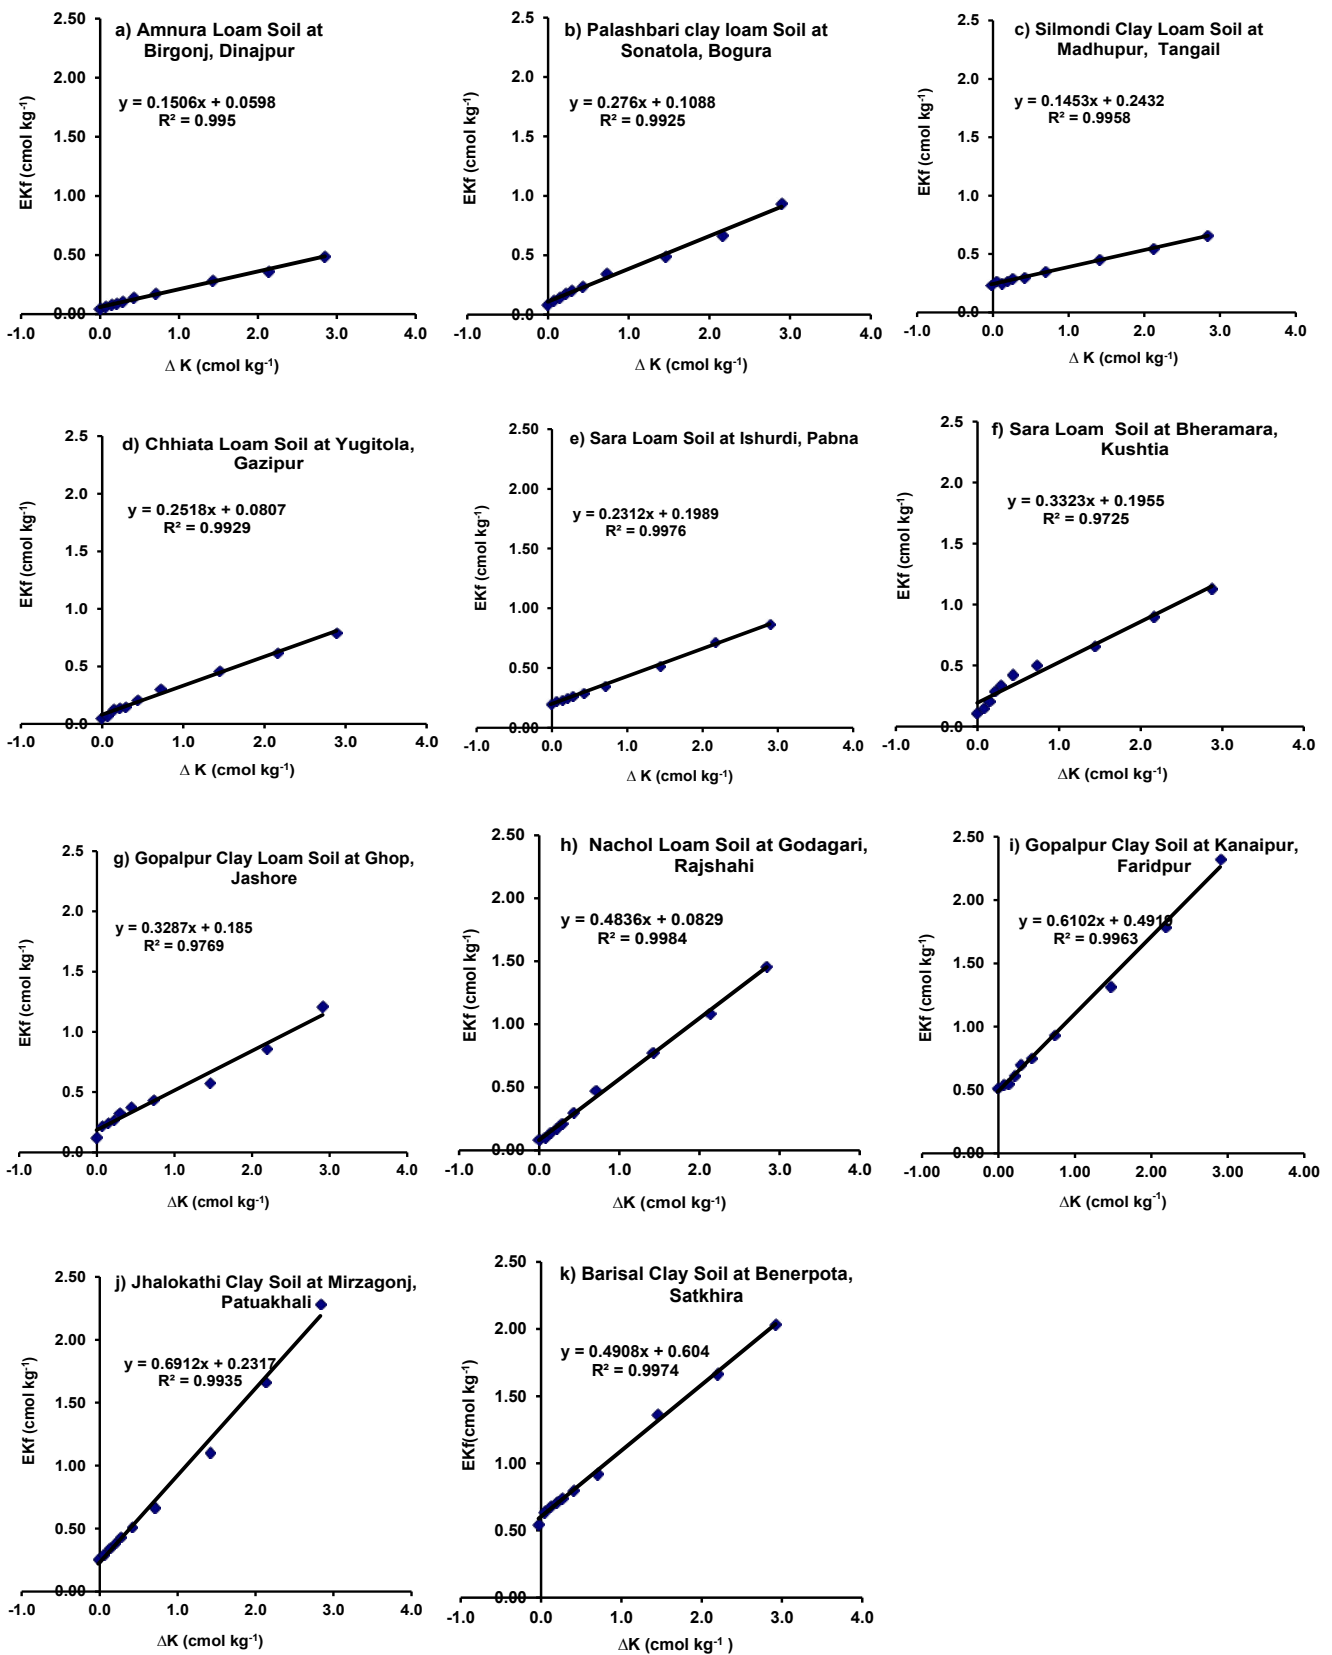 a) Amnura Loam Soil at
Birgonj, Dinajpur
y = 0.1506x + 0.0598
R² = 0.995
EKf (cmol kg⁻¹)
2.50
2.00
1.50
1.00
0.50
0.00
-1.0 0.0 1.0 2.0 3.0 4.0
Δ K (cmol kg⁻¹)
b) Palashbari clay loam Soil at
Sonatola, Bogura
y = 0.276x + 0.1088
R² = 0.9925
EKf (cmol kg⁻¹)
2.5
2.0
1.5
1.0
0.5
0.0
-1.0 0.0 1.0 2.0 3.0 4.0
Δ K (cmol kg⁻¹)
c) Silmondi Clay Loam Soil at
Madhupur, Tangail
y = 0.1453x + 0.2432
R² = 0.9958
EKf (cmol kg⁻¹)
2.5
2.0
1.5
1.0
0.5
0.0
-1.0 0.0 1.0 2.0 3.0 4.0
Δ K (cmol kg⁻¹)
d) Chhiata Loam Soil at Yugitola,
Gazipur
y = 0.2518x + 0.0807
R² = 0.9929
EKf (cmol kg⁻¹)
2.5
2.0
1.5
1.0
0.5
0.0
-1.0 0.0 1.0 2.0 3.0 4.0
Δ K (cmol kg⁻¹)
e) Sara Loam Soil at Ishurdi, Pabna
y = 0.2312x + 0.1989
R² = 0.9976
EKf (cmol kg⁻¹)
2.50
2.00
1.50
1.00
0.50
0.00
-1.0 0.0 1.0 2.0 3.0 4.0
Δ K (cmol kg⁻¹)
f) Sara Loam Soil at Bheramara,
Kushtia
y = 0.3323x + 0.1955
R² = 0.9725
EKf (cmol kg⁻¹)
2.5
2.0
1.5
1.0
0.5
0.0
-1.0 0.0 1.0 2.0 3.0 4.0
ΔK (cmol kg⁻¹)
g) Gopalpur Clay Loam Soil at Ghop,
Jashore
y = 0.3287x + 0.185
R² = 0.9769
EKf (cmol kg⁻¹)
2.5
2.0
1.5
1.0
0.5
0.0
-1.0 0.0 1.0 2.0 3.0 4.0
ΔK (cmol kg⁻¹)
h) Nachol Loam Soil at Godagari,
Rajshahi
y = 0.4836x + 0.0829
R² = 0.9984
EKf (cmol kg⁻¹)
2.50
2.00
1.50
1.00
0.50
0.00
-1.0 0.0 1.0 2.0 3.0 4.0
ΔK (cmol kg⁻¹)
i) Gopalpur Clay Soil at Kanaipur,
Faridpur
y = 0.6102x + 0.4919
R² = 0.9963
EKf (cmol kg⁻¹)
2.50
2.00
1.50
1.00
0.50
0.00
-1.00 0.00 1.00 2.00 3.00 4.00
ΔK (cmol kg⁻¹)
j) Jhalokathi Clay Soil at Mirzagonj,
Patuakhali
y = 0.6912x + 0.2317
R² = 0.9935
EKf (cmol kg⁻¹)
2.50
2.00
1.50
1.00
0.50
0.00
-1.0 0.0 1.0 2.0 3.0 4.0
ΔK (cmol kg⁻¹)
k) Barisal Clay Soil at Benerpota,
Satkhira
y = 0.4908x + 0.604
R² = 0.9974
EKf(cmol kg⁻¹)
2.50
2.00
1.50
1.00
0.50
0.00
-1.0 0.0 1.0 2.0 3.0 4.0
ΔK (cmol kg⁻¹ )